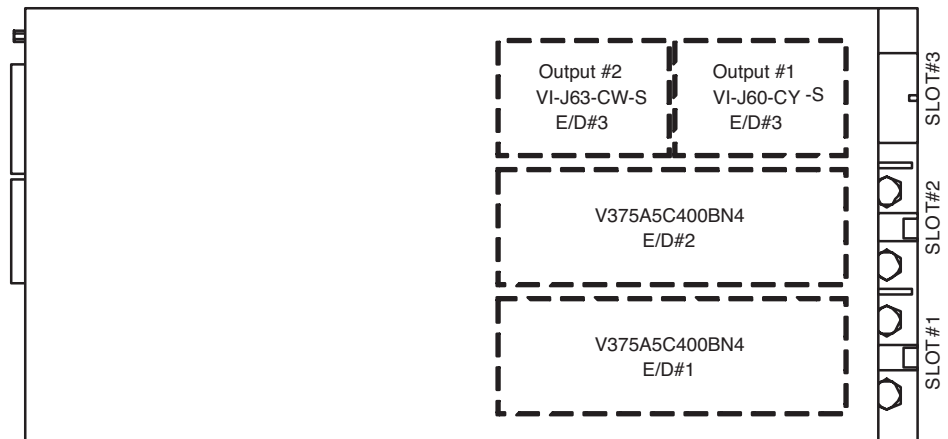 Output #2
VI-J63-CW-S
E/D#3
Output #1
VI-J60-CY -S
E/D#3
SLOT#3
V375A5C400BN4
E/D#2
SLOT#2
V375A5C400BN4
E/D#1
SLOT#1